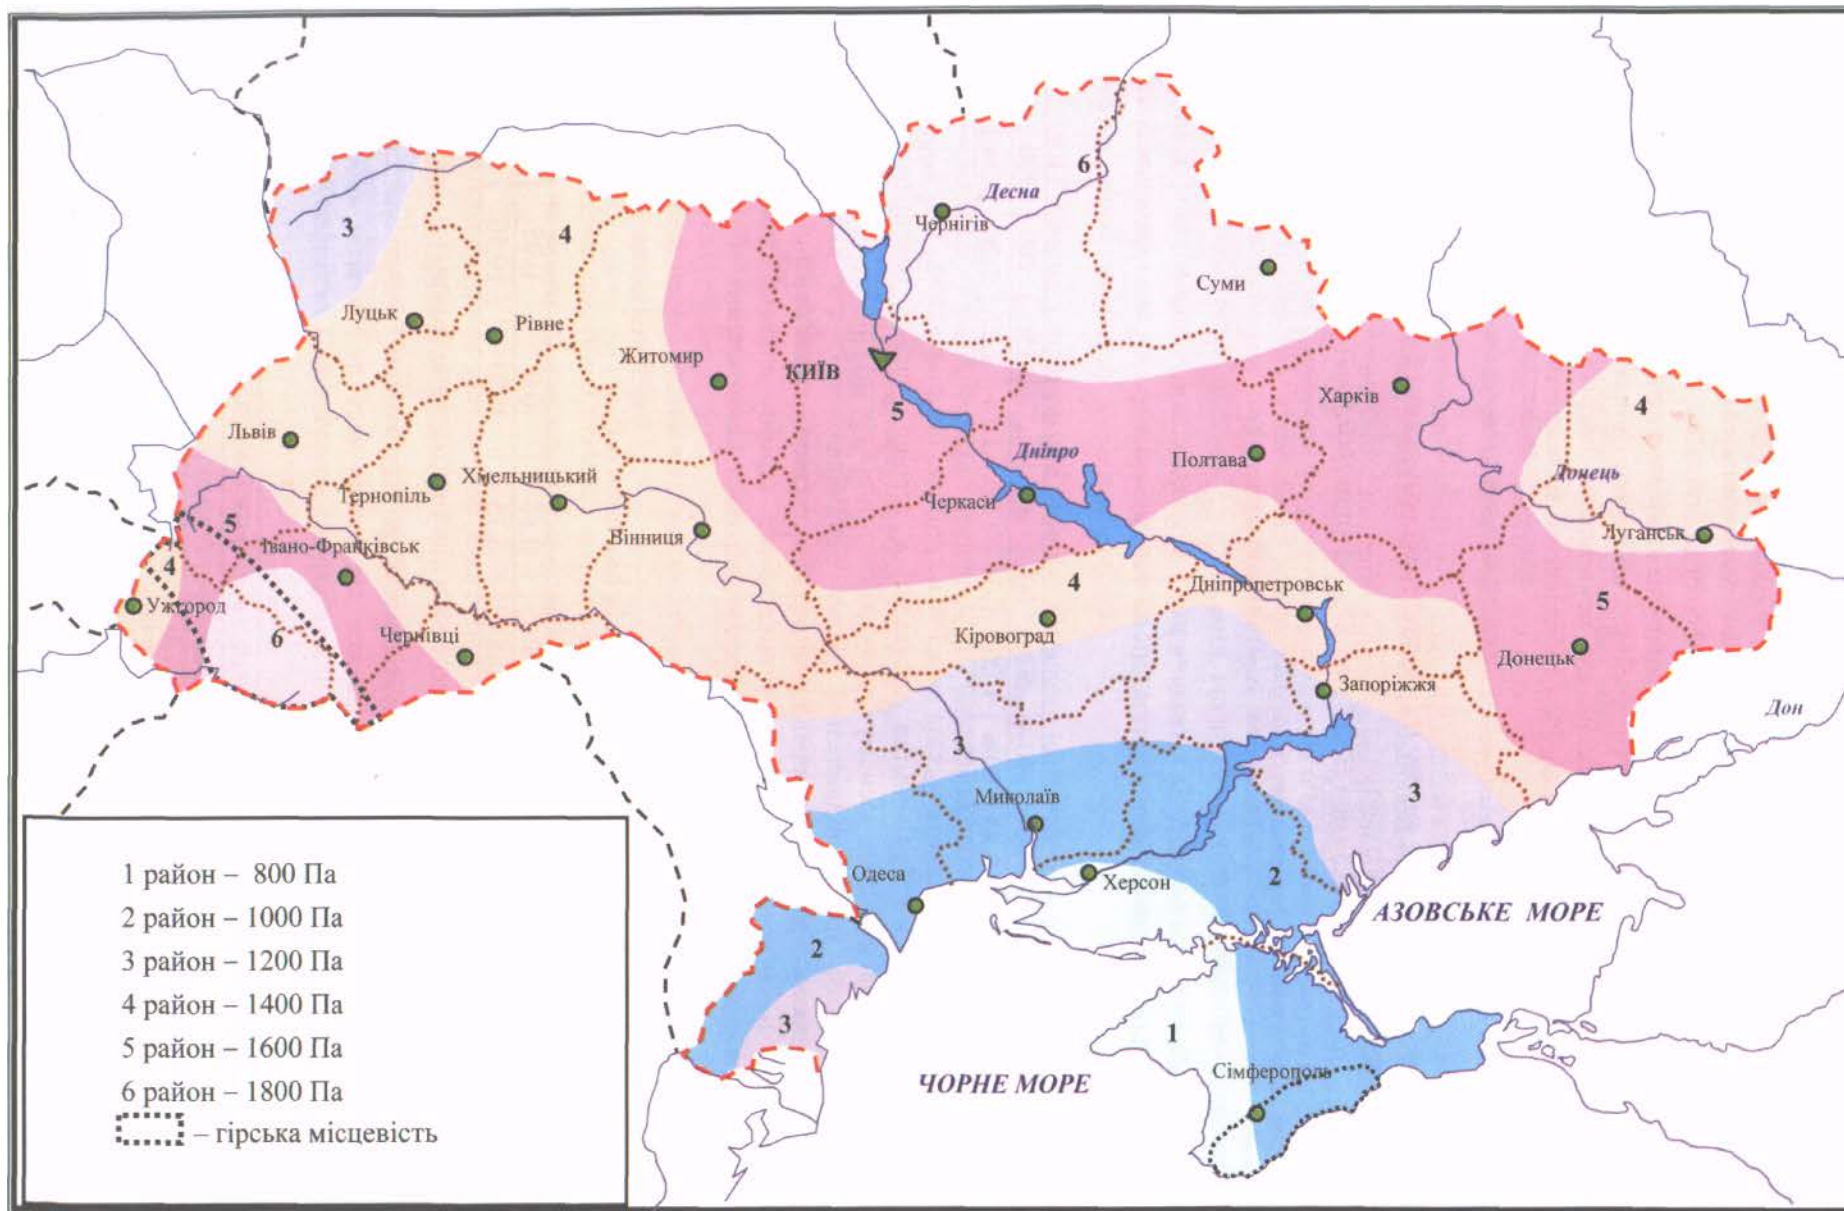 6
Десна
Чернігів
3
4
Суми
Луцьк
Рівне
Житомир
КИЇВ
Харків
4
5
Львів
Дніпро
Полтава
Донець
Тернопіль
Хмельницький
Черкаси
5
Івано-Франківськ
Вінниця
Луганськ
4
Ужгород
4
Дніпропетровськ
5
6
Чернівці
Кіровоград
Донецьк
Запоріжжя
Дон
3
3
Миколаїв
Одеса
Херсон
2
АЗОВСЬКЕ МОРЕ
2
3
1
Сімферополь
ЧОРНЕ МОРЕ
1 район – 800 Па
2 район – 1000 Па
3 район – 1200 Па
4 район – 1400 Па
5 район – 1600 Па
6 район – 1800 Па
– гірська місцевість